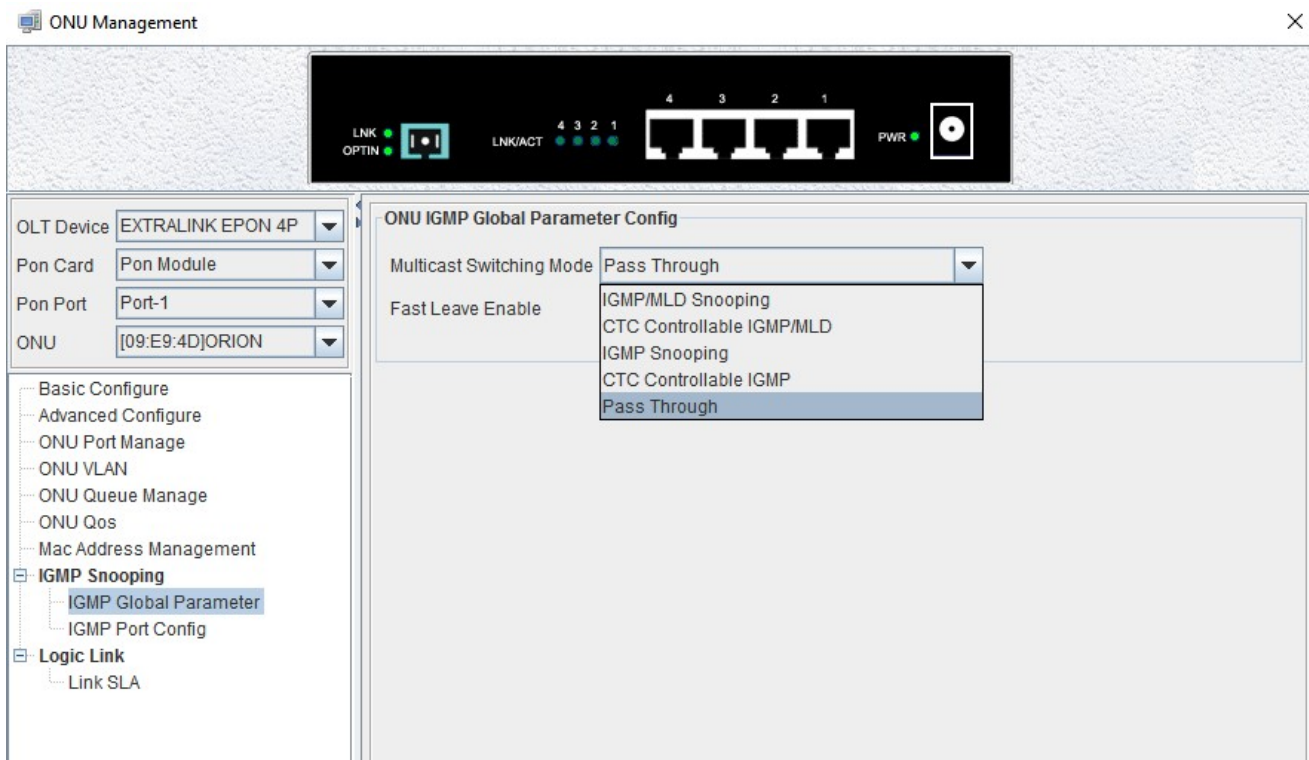 ONU Management
4 3 2 1
LNK
OPTIN
LNK/ACT
4 3 2 1
PWR
OLT Device EXTRALINK EPON 4P
Pon Card Pon Module
Pon Port Port-1
ONU [09:E9:4D]ORION
Basic Configure
Advanced Configure
ONU Port Manage
ONU VLAN
ONU Queue Manage
ONU Qos
Mac Address Management
IGMP Snooping
IGMP Global Parameter
IGMP Port Config
Logic Link
Link SLA
ONU IGMP Global Parameter Config
Multicast Switching Mode Pass Through
Fast Leave Enable
IGMP/MLD Snooping
CTC Controllable IGMP/MLD
IGMP Snooping
CTC Controllable IGMP
Pass Through